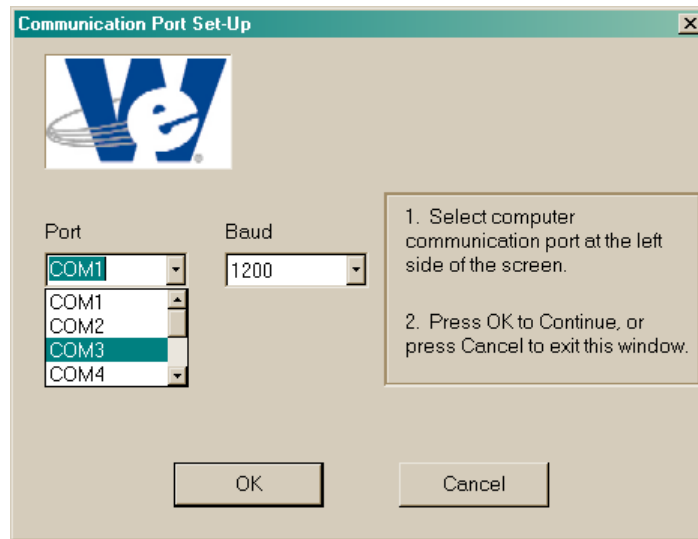 Communication Port Set-Up
We
Port
Baud
COM1
1200
COM1
COM2
COM3
COM4
1. Select computer
communication port at the left
side of the screen.
2. Press OK to Continue, or
press Cancel to exit this window.
OK
Cancel